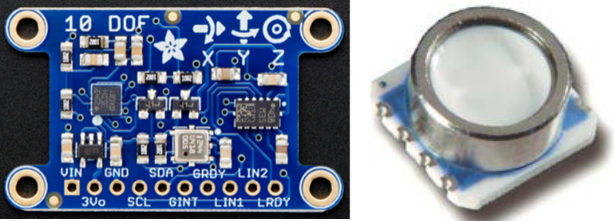 10 DOF
X Y Z
VIN GND SDA GRDY LIN2
3Vo SCL GINT LIN1 LRDY